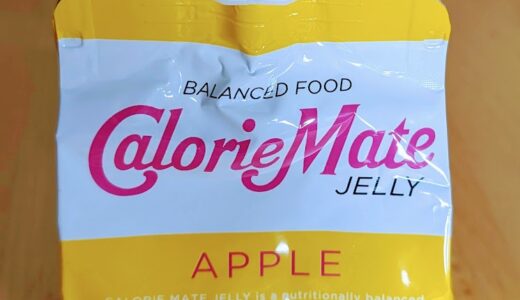 BALANCED FOOD
CalorieMate
JELLY
APPLE
CALORIE MATE JELLY is a nutritionally balanced